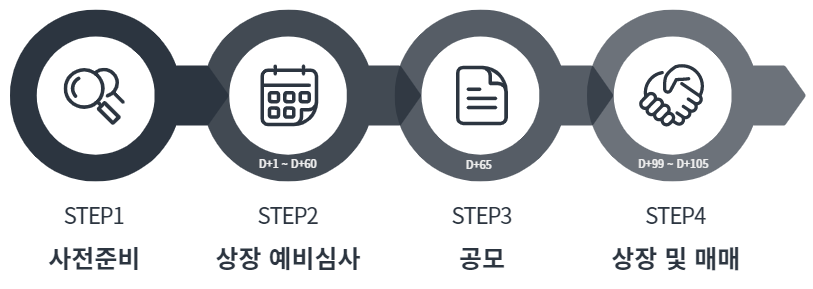 D+1 ~ D+60
D+65
D+99 ~ D+105
STEP1
STEP2
STEP3
STEP4
사전준비
상장 예비심사
공모
상장 및 매매